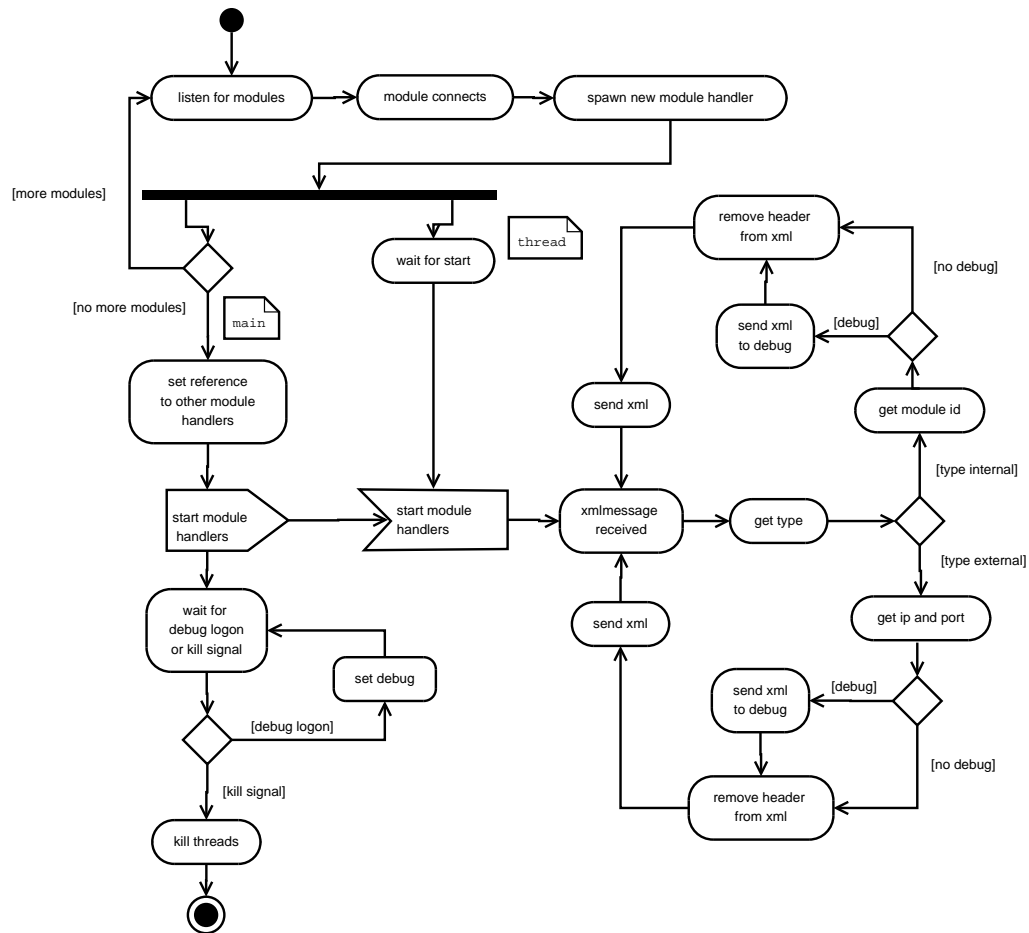 listen for modules
module connects
spawn new module handler
[more modules]
thread
wait for start
remove header
from xml
[no debug]
[no more modules]
main
send xml
to debug
[debug]
set reference
to other module
handlers
send xml
get module id
[type internal]
start module
handlers
start module
handlers
xmlmessage
received
get type
[type external]
wait for
debug logon
or kill signal
send xml
get ip and port
set debug
send xml
to debug
[debug]
[debug logon]
[no debug]
[kill signal]
remove header
from xml
kill threads